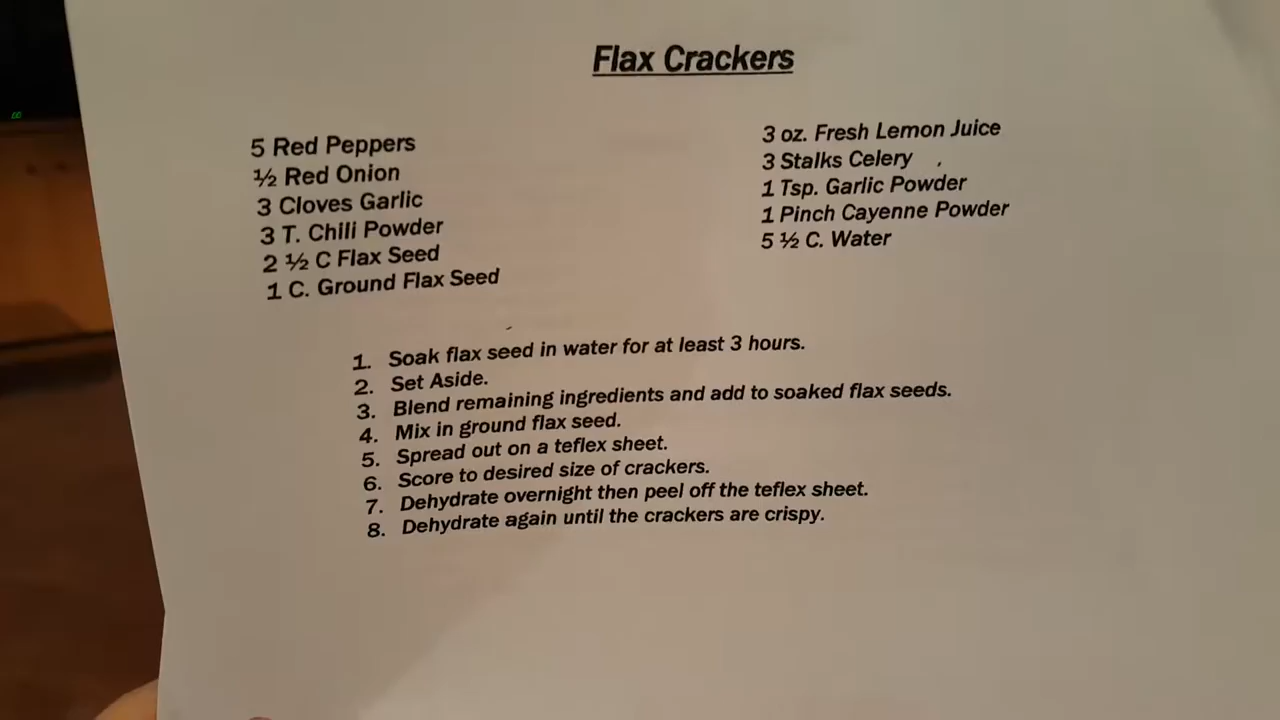 Flax Crackers
5 Red Peppers
½ Red Onion
3 Cloves Garlic
3 T. Chili Powder
2 ½ C Flax Seed
1 C. Ground Flax Seed
3 oz. Fresh Lemon Juice
3 Stalks Celery
1 Tsp. Garlic Powder
1 Pinch Cayenne Powder
5 ½ C. Water
1. Soak flax seed in water for at least 3 hours.
2. Set Aside.
3. Blend remaining ingredients and add to soaked flax seeds.
4. Mix in ground flax seed.
5. Spread out on a teflex sheet.
6. Score to desired size of crackers.
7. Dehydrate overnight then peel off the teflex sheet.
8. Dehydrate again until the crackers are crispy.